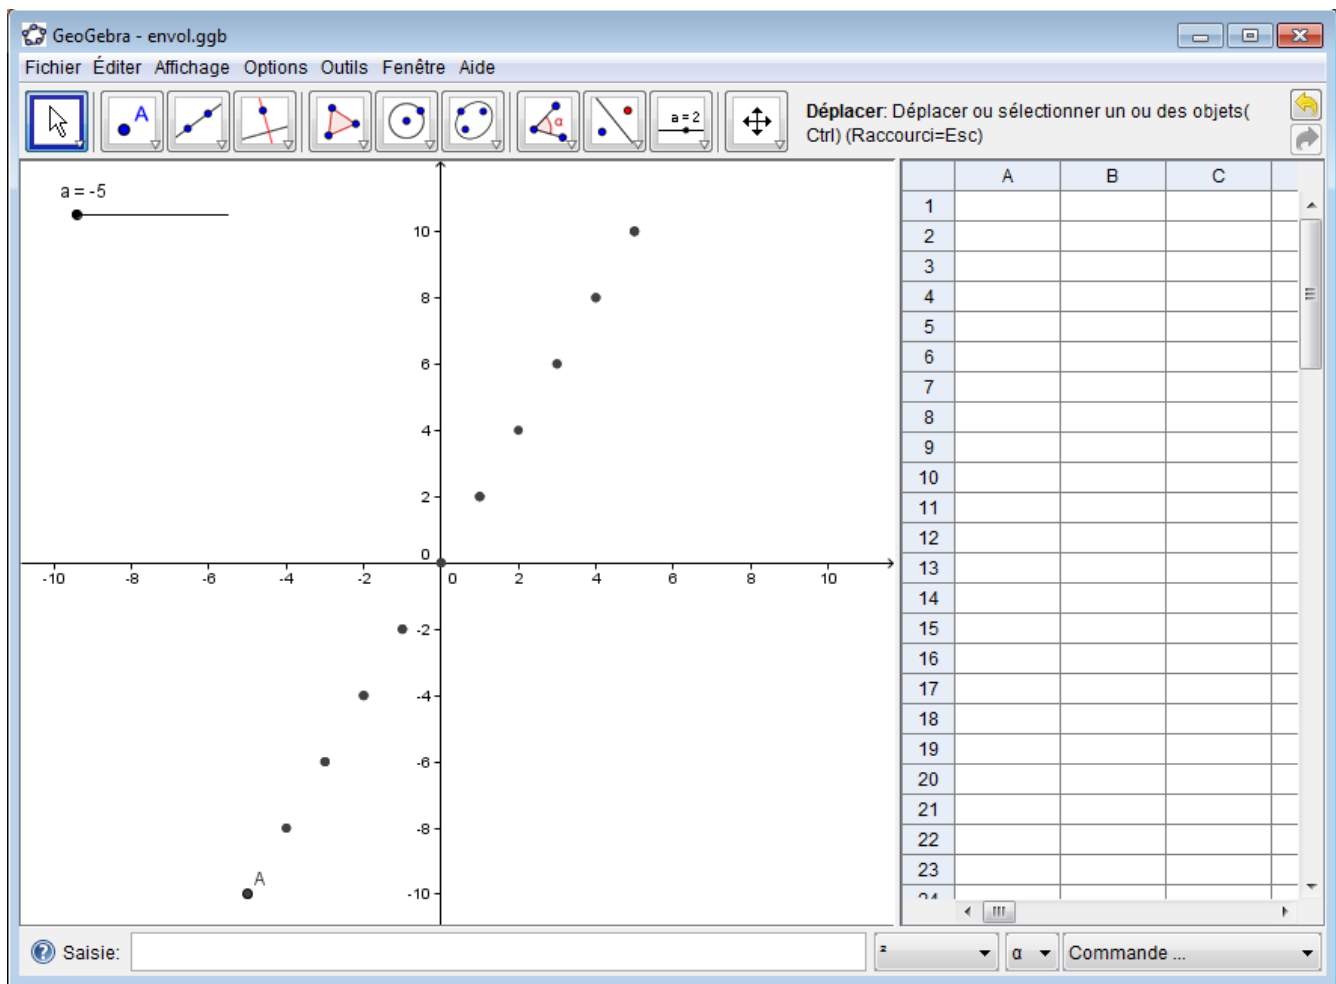 GeoGebra - envol.ggb
Fichier Éditer Affichage Options Outils Fenêtre Aide
A
α
a = 2
Déplacer: Déplacer ou sélectionner un ou des objets(
Ctrl) (Raccourci=Esc)
a = -5
10
8
6
4
2
0
-10 -8 -6 -4 -2 0 2 4 6 8 10
-2
-4
-6
-8
A
-10
A B C
1
2
3
4
5
6
7
8
9
10
11
12
13
14
15
16
17
18
19
20
21
22
23
24
Saisie:
²
α
Commande ...